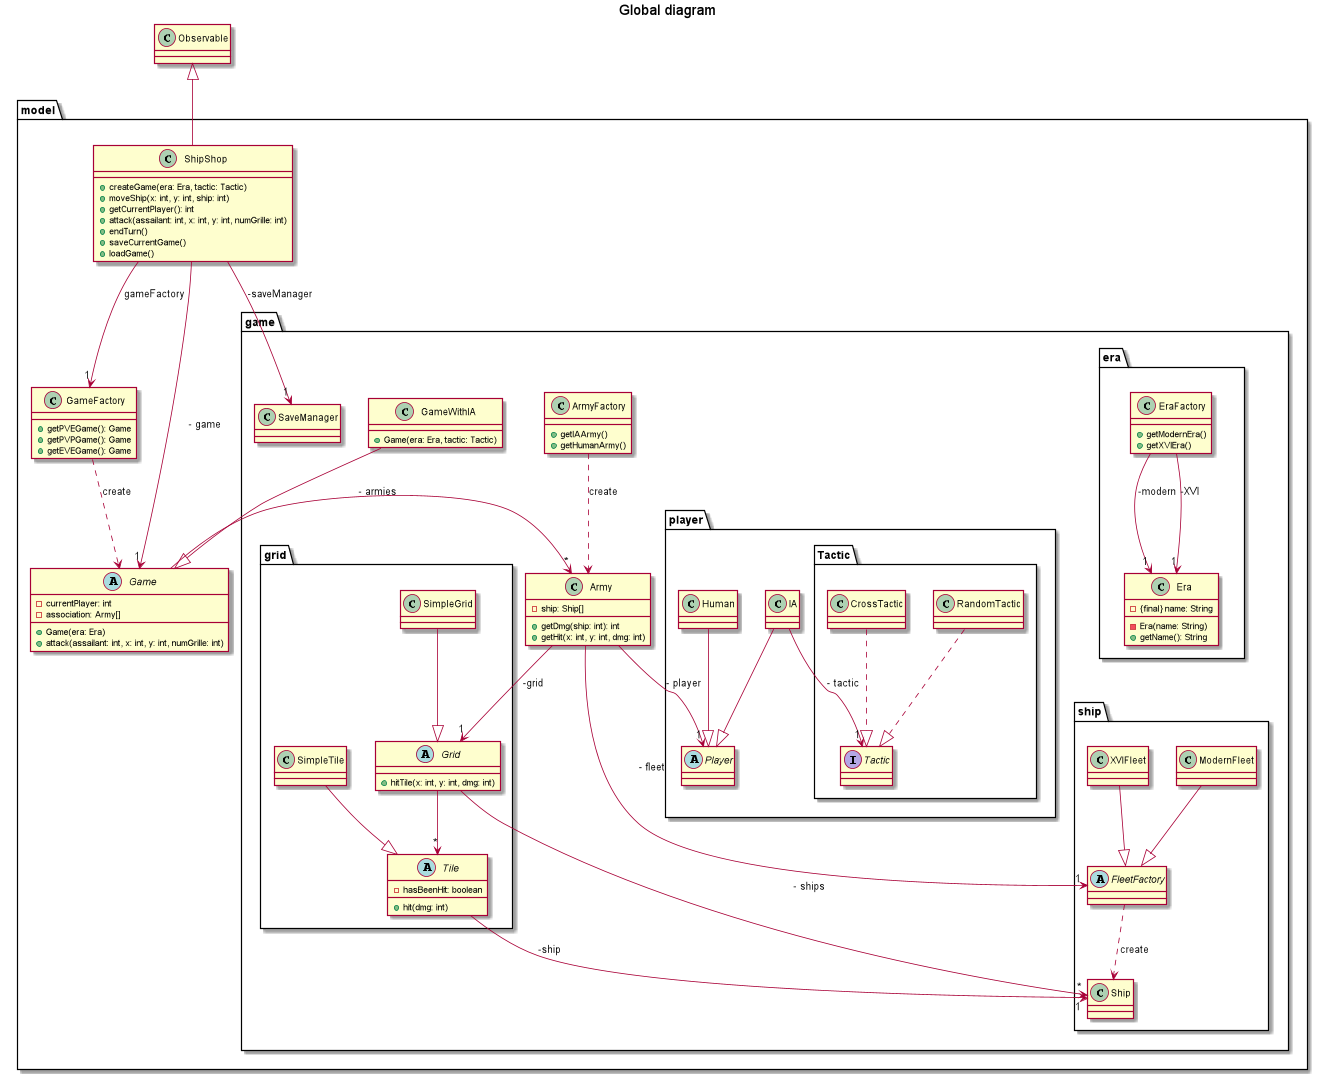 Global diagram
C Observable
model
C ShipShop
createGame(era: Era, tactic: Tactic)
moveShip(x: int, y: int, ship: int)
getCurrentPlayer(): int
attack(assailant: int, x: int, y: int, numGrille: int)
endTurn()
saveCurrentGame()
loadGame()
gameFactory
-saveManager
game
era
1
1
C GameFactory
getPVEGame(): Game
getPVPGame(): Game
getEVEGame(): Game
- game
C SaveManager
C GameWithIA
Game(era: Era, tactic: Tactic)
C ArmyFactory
getIAArmy()
getHumanArmy()
C EraFactory
getModernEra()
getXVIEra()
create
- armies
create
-modern
-XVI
player
grid
Tactic
1
*
1
1
A Game
currentPlayer: int
association: Army[]
Game(era: Era)
attack(assailant: int, x: int, y: int, numGrille: int)
C SimpleGrid
C Army
ship: Ship[]
getDmg(ship: int): int
getHit(x: int, y: int, dmg: int)
C Human
C IA
C CrossTactic
C RandomTactic
C Era
{final} name: String
Era(name: String)
getName(): String
-grid
- player
- tactic
ship
1
1
1
C SimpleTile
A Grid
hitTile(x: int, y: int, dmg: int)
- fleet
A Player
I Tactic
C XVIFleet
C ModernFleet
*
A Tile
hasBeenHit: boolean
hit(dmg: int)
- ships
1
A FleetFactory
-ship
create
*
1
C Ship